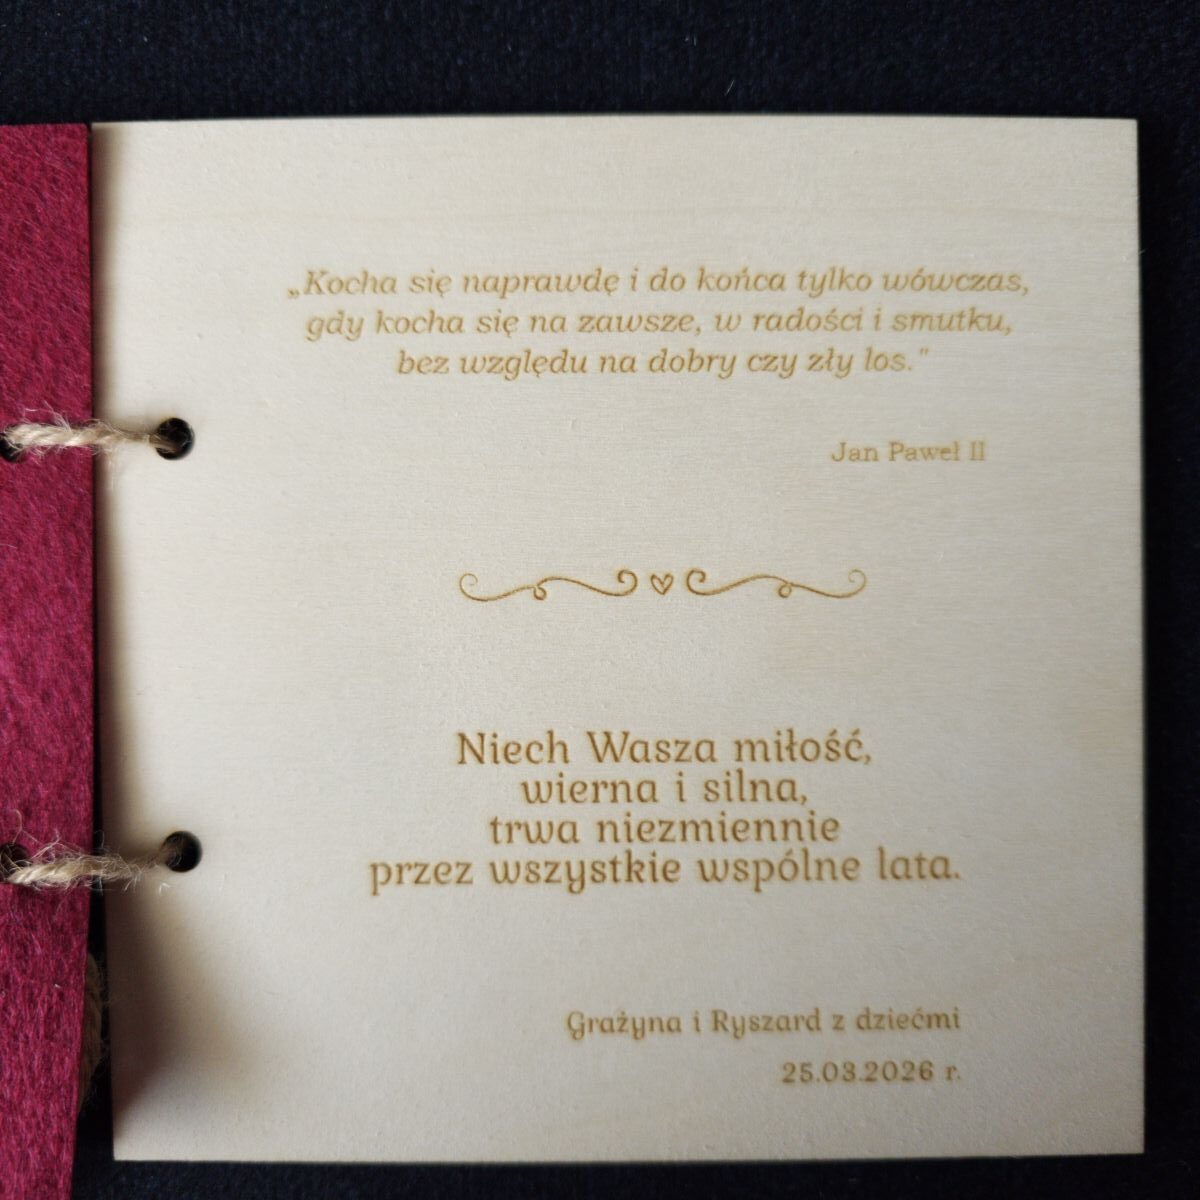 „Kocha się naprawdę i do końca tylko wówczas,
gdy kocha się na zawsze, w radości i smutku,
bez względu na dobry czy zły los."
Jan Paweł II
Niech Wasza miłość,
wierna i silna,
trwa niezmiennie
przez wszystkie wspólne lata.
Grażyna i Ryszard z dziećmi
25.03.2026 r.